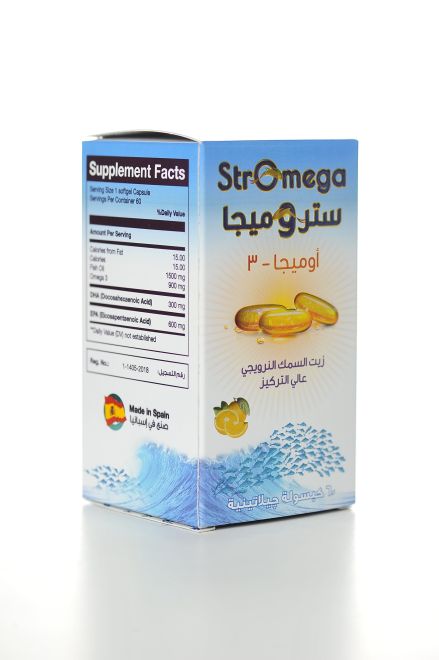 Supplement Facts
Serving Size 1 softgel Capsule
Servings Per Container 60
%Daily Value
Amount Per Serving
Calories from Fat 15.00
Calories 15.00
Fish Oil 1500 mg
Omega 3 900 mg
DHA (Docosahexaenoic Acid) 300 mg
EPA (Eicosapentaenoic Acid) 600 mg
*Daily Value (DV) not established
Reg. No.: 1-1405-2018 رقم التسجيل:
Made in Spain
صنع في إسبانيا
StrOmega
ستروميجا
أوميجا - ٣
زيت السمك النرويجي
عالي التركيز
٦٠ كبسولة جيلاتينية